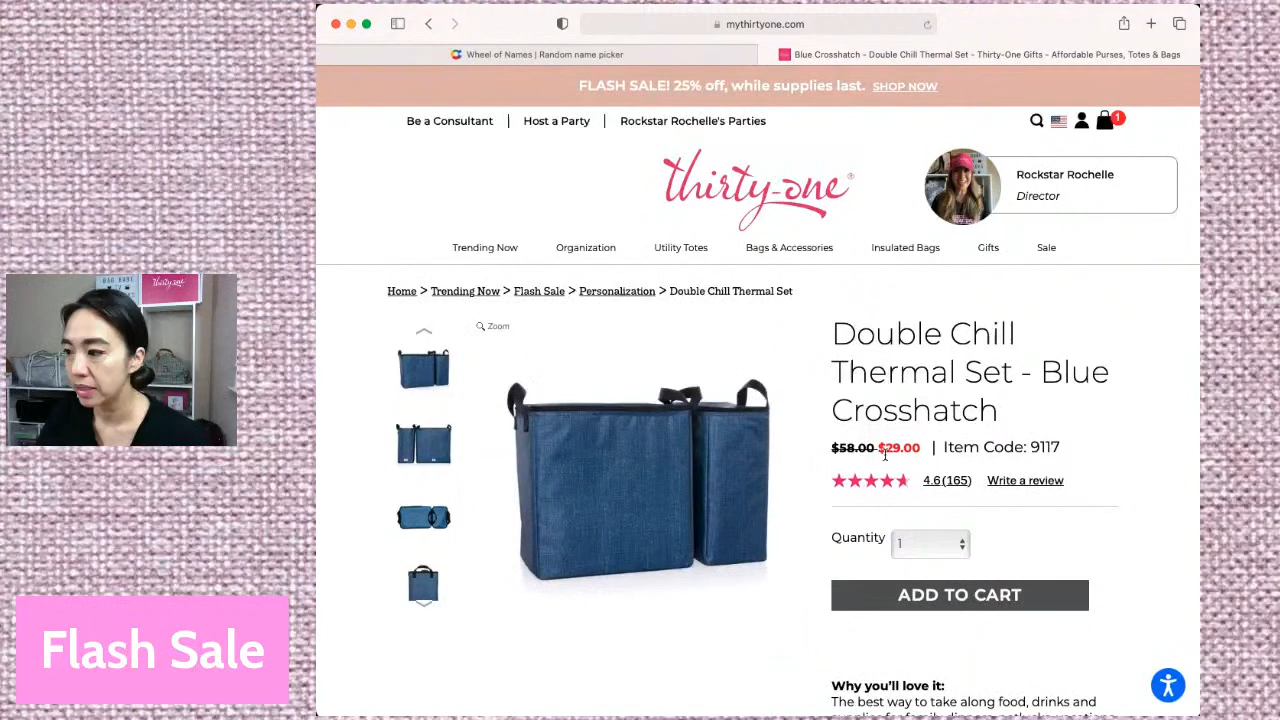 mythirtyone.com
Wheel of Names | Random name picker
Blue Crosshatch - Double Chill Thermal Set - Thirty-One Gifts - Affordable Purses, Totes & Bags
FLASH SALE! 25% off, while supplies last. SHOP NOW
Be a Consultant | Host a Party | Rockstar Rochelle's Parties
1
thirty-one®
Rockstar Rochelle
Director
Trending Now Organization Utility Totes Bags & Accessories Insulated Bags Gifts Sale
Home > Trending Now > Flash Sale > Personalization > Double Chill Thermal Set
Zoom
Double Chill
Thermal Set - Blue
Crosshatch
$58.00 $29.00 | Item Code: 9117
4.6 (165) Write a review
Quantity 1
ADD TO CART
Why you'll love it:
The best way to take along food, drinks and
thirty-one
Flash Sale